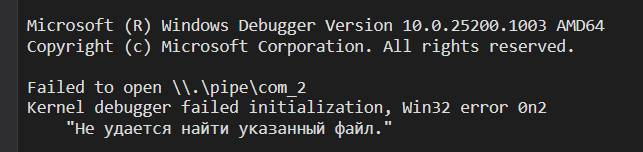 Microsoft (R) Windows Debugger Version 10.0.25200.1003 AMD64
Copyright (c) Microsoft Corporation. All rights reserved.
Failed to open \\.\pipe\com_2
Kernel debugger failed initialization, Win32 error 0n2
"Не удается найти указанный файл."